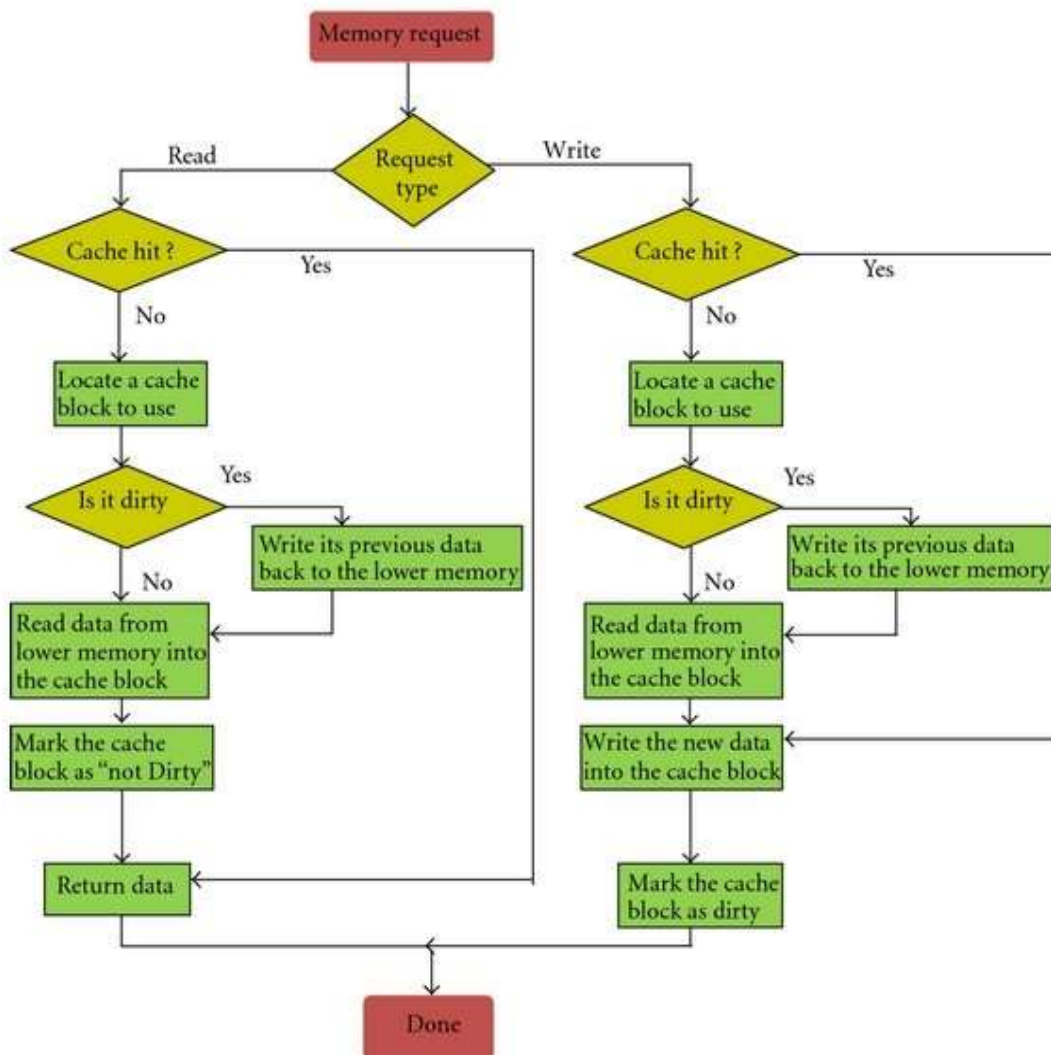 Memory request
Request
type
Read
Write
Cache hit ?
Yes
No
Locate a cache
block to use
Is it dirty
Yes
Write its previous data
back to the lower memory
No
Read data from
lower memory into
the cache block
Mark the cache
block as “not Dirty”
Return data
Cache hit ?
Yes
No
Locate a cache
block to use
Is it dirty
Yes
Write its previous data
back to the lower memory
No
Read data from
lower memory into
the cache block
Write the new data
into the cache block
Mark the cache
block as dirty
Done